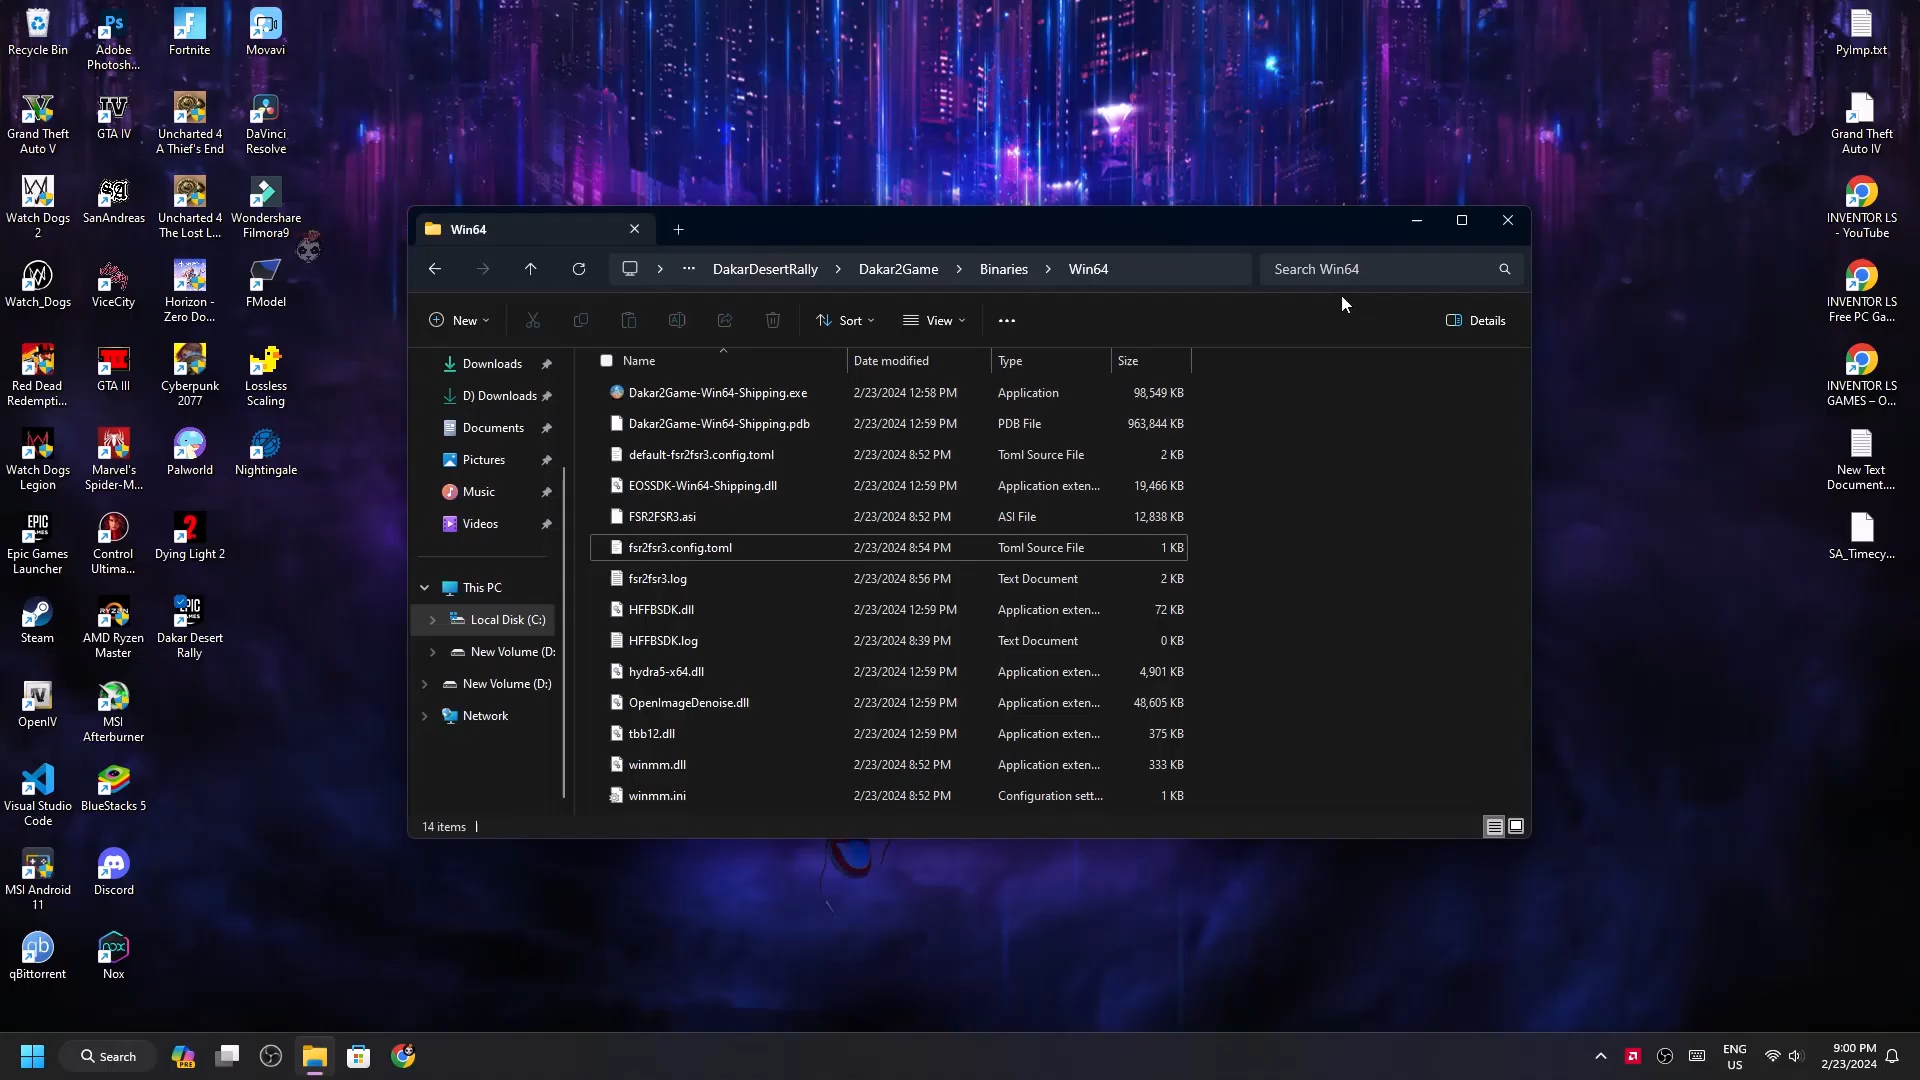 Recycle Bin
Adobe
Photosh...
Fortnite
Movavi
Grand Theft
Auto V
GTA IV
Uncharted 4
A Thief's End
DaVinci
Resolve
Watch Dogs
2
SanAndreas
Uncharted 4
The Lost L...
Wondershare
Filmora9
Watch_Dogs
ViceCity
Horizon -
Zero Do...
FModel
Red Dead
Redempti...
GTA III
Cyberpunk
2077
Lossless
Scaling
Watch Dogs
Legion
Marvel's
Spider-M...
Palworld
Nightingale
Epic Games
Launcher
Control
Ultima...
Dying Light 2
Steam
AMD Ryzen
Master
Dakar Desert
Rally
OpenIV
MSI
Afterburner
Visual Studio
Code
BlueStacks 5
MSI Android
11
Discord
qBittorrent
Nox
Win64
DakarDesertRally > Dakar2Game > Binaries > Win64
Search Win64
New
Sort
View
Details
Downloads
D) Downloads
Documents
Pictures
Music
Videos
This PC
Local Disk (C:)
New Volume (D:
New Volume (D:)
Network
Name Date modified Type Size
Dakar2Game-Win64-Shipping.exe 2/23/2024 12:58 PM Application 98,549 KB
Dakar2Game-Win64-Shipping.pdb 2/23/2024 12:59 PM PDB File 963,844 KB
default-fsr2fsr3.config.toml 2/23/2024 8:52 PM Toml Source File 2 KB
EOSSDK-Win64-Shipping.dll 2/23/2024 12:59 PM Application exten... 19,466 KB
FSR2FSR3.asi 2/23/2024 8:52 PM ASI File 12,838 KB
fsr2fsr3.config.toml 2/23/2024 8:54 PM Toml Source File 1 KB
fsr2fsr3.log 2/23/2024 8:56 PM Text Document 2 KB
HFFBSDK.dll 2/23/2024 12:59 PM Application exten... 72 KB
HFFBSDK.log 2/23/2024 8:39 PM Text Document 0 KB
hydra5-x64.dll 2/23/2024 12:59 PM Application exten... 4,901 KB
OpenImageDenoise.dll 2/23/2024 12:59 PM Application exten... 48,605 KB
tbb12.dll 2/23/2024 12:59 PM Application exten... 375 KB
winmm.dll 2/23/2024 8:52 PM Application exten... 333 KB
winmm.ini 2/23/2024 8:52 PM Configuration sett... 1 KB
14 items
PyImp.txt
Grand Theft
Auto IV
INVENTOR LS
- YouTube
INVENTOR LS
Free PC Ga...
INVENTOR LS
GAMES – O...
New Text
Document....
SA_Timecy...
Search
ENG
US
9:00 PM
2/23/2024